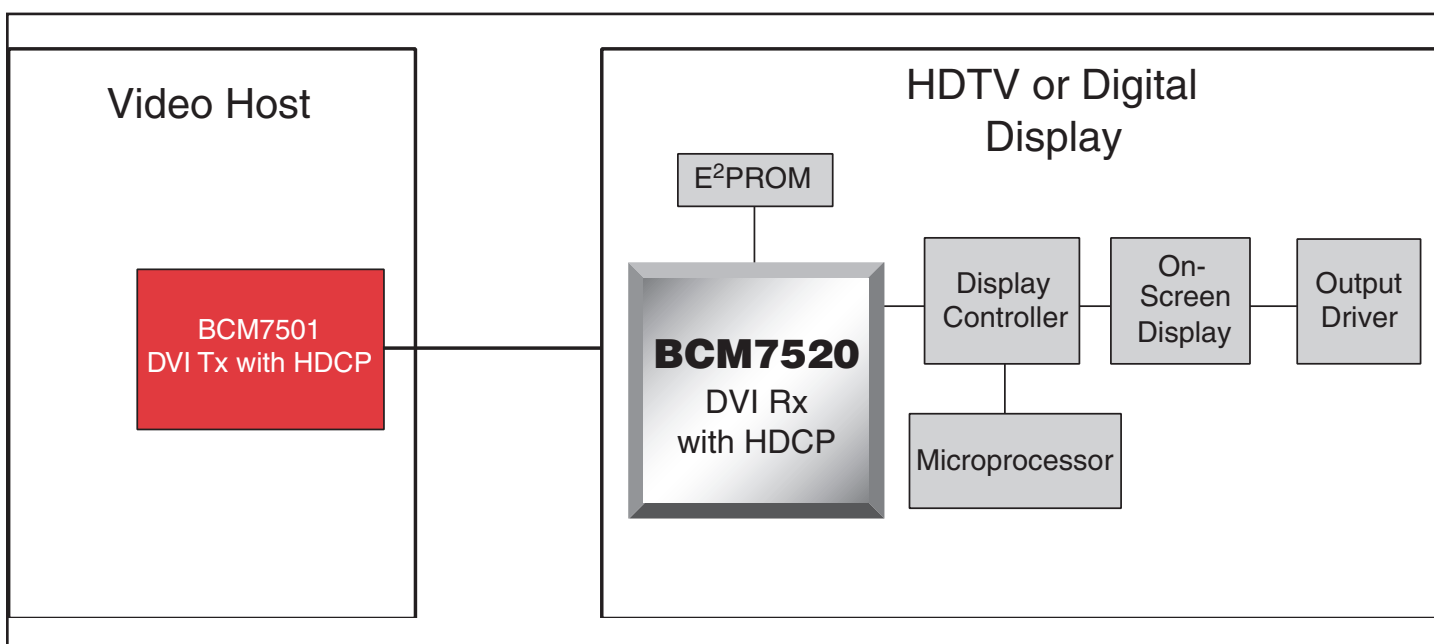 Video Host
BCM7501
DVI Tx with HDCP
HDTV or Digital
Display
E²PROM
BCM7520
DVI Rx
with HDCP
Display
Controller
On-
Screen
Display
Output
Driver
Microprocessor